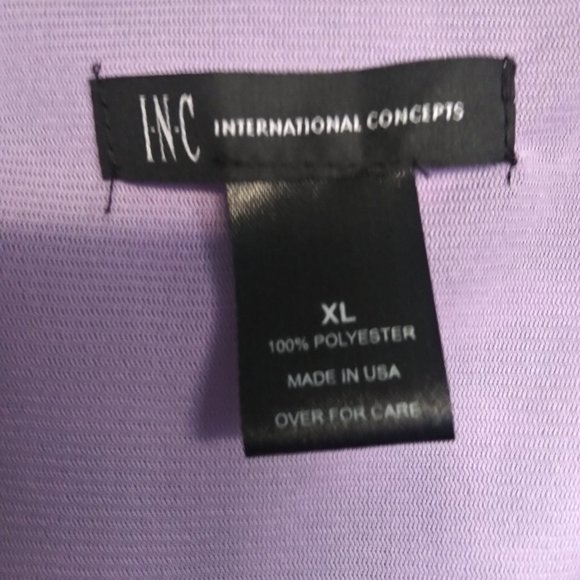 I·N·C INTERNATIONAL CONCEPTS
XL
100% POLYESTER
MADE IN USA
OVER FOR CARE